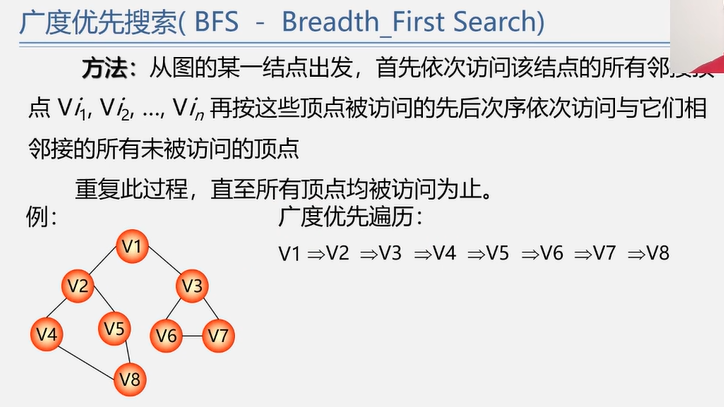 广度优先搜索( BFS － Breadth_First Search)
方法：从图的某一结点出发，首先依次访问该结点的所有邻接顶
点 Vi1, Vi2, …, Vin 再按这些顶点被访问的先后次序依次访问与它们相
邻接的所有未被访问的顶点
重复此过程，直至所有顶点均被访问为止。
例：
广度优先遍历：
V1 ⇒V2 ⇒V3 ⇒V4 ⇒V5 ⇒V6 ⇒V7 ⇒V8
V1
V2 V3
V4 V5 V6 V7
V8